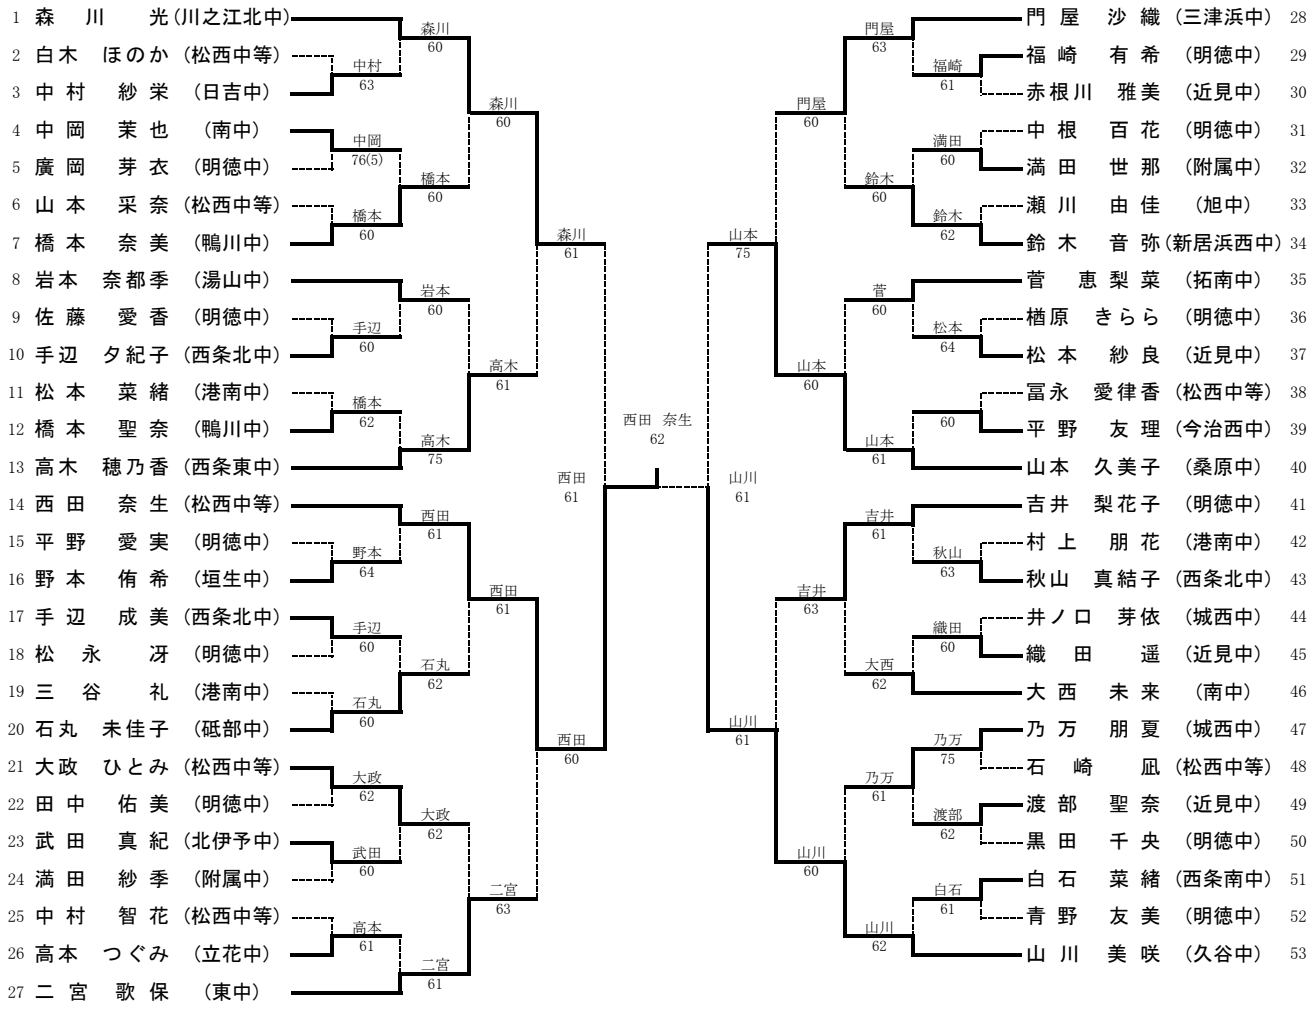 1 森川 光 (川之江北中)
2 白木 ほのか (松西中等)
3 中村 紗栄 (日吉中)
4 中岡 茉也 (南中)
5 廣岡 芽衣 (明徳中)
6 山本 采奈 (松西中等)
7 橋本 奈美 (鴨川中)
8 岩本 奈都季 (湯山中)
9 佐藤 愛香 (明徳中)
10 手辺 夕紀子 (西条北中)
11 松本 菜緒 (港南中)
12 橋本 聖奈 (鴨川中)
13 高木 穂乃香 (西条東中)
14 西田 奈生 (松西中等)
15 平野 愛実 (明徳中)
16 野本 侑希 (垣生中)
17 手辺 成美 (西条北中)
18 松永 冴 (明徳中)
19 三谷 礼 (港南中)
20 石丸 未佳子 (砥部中)
21 大政 ひとみ (松西中等)
22 田中 佑美 (明徳中)
23 武田 真紀 (北伊予中)
24 満田 紗季 (附属中)
25 中村 智花 (松西中等)
26 高本 つぐみ (立花中)
27 二宮 歌保 (東中)
中村
63
中岡
76(5)
橋本
60
手辺
60
橋本
62
野本
64
手辺
60
石丸
60
大政
62
武田
60
高本
61
森川
60
橋本
60
岩本
60
高木
75
西田
61
石丸
62
大政
62
二宮
61
森川
60
高木
61
西田
61
二宮
63
森川
61
西田
60
西田
61
西田 奈生
62
山川
61
山本
75
山川
61
門屋
60
山本
60
吉井
63
山川
60
門屋
63
鈴木
60
菅
60
山本
61
吉井
61
大西
62
乃万
61
山川
62
福崎
61
満田
60
鈴木
62
松本
64
60
秋山
63
織田
60
乃万
75
渡部
62
白石
61
門屋 沙織 (三津浜中) 28
福崎 有希 (明徳中) 29
赤根川 雅美 (近見中) 30
中根 百花 (明徳中) 31
満田 世那 (附属中) 32
瀬川 由佳 (旭中) 33
鈴木 音弥 (新居浜西中) 34
菅 恵梨菜 (拓南中) 35
楢原 きらら (明徳中) 36
松本 紗良 (近見中) 37
冨永 愛律香 (松西中等) 38
平野 友理 (今治西中) 39
山本 久美子 (桑原中) 40
吉井 梨花子 (明徳中) 41
村上 朋花 (港南中) 42
秋山 真結子 (西条北中) 43
井ノ口 芽依 (城西中) 44
織田 遥 (近見中) 45
大西 未来 (南中) 46
乃万 朋夏 (城西中) 47
石崎 凪 (松西中等) 48
渡部 聖奈 (近見中) 49
黒田 千央 (明徳中) 50
白石 菜緒 (西条南中) 51
青野 友美 (明徳中) 52
山川 美咲 (久谷中) 53